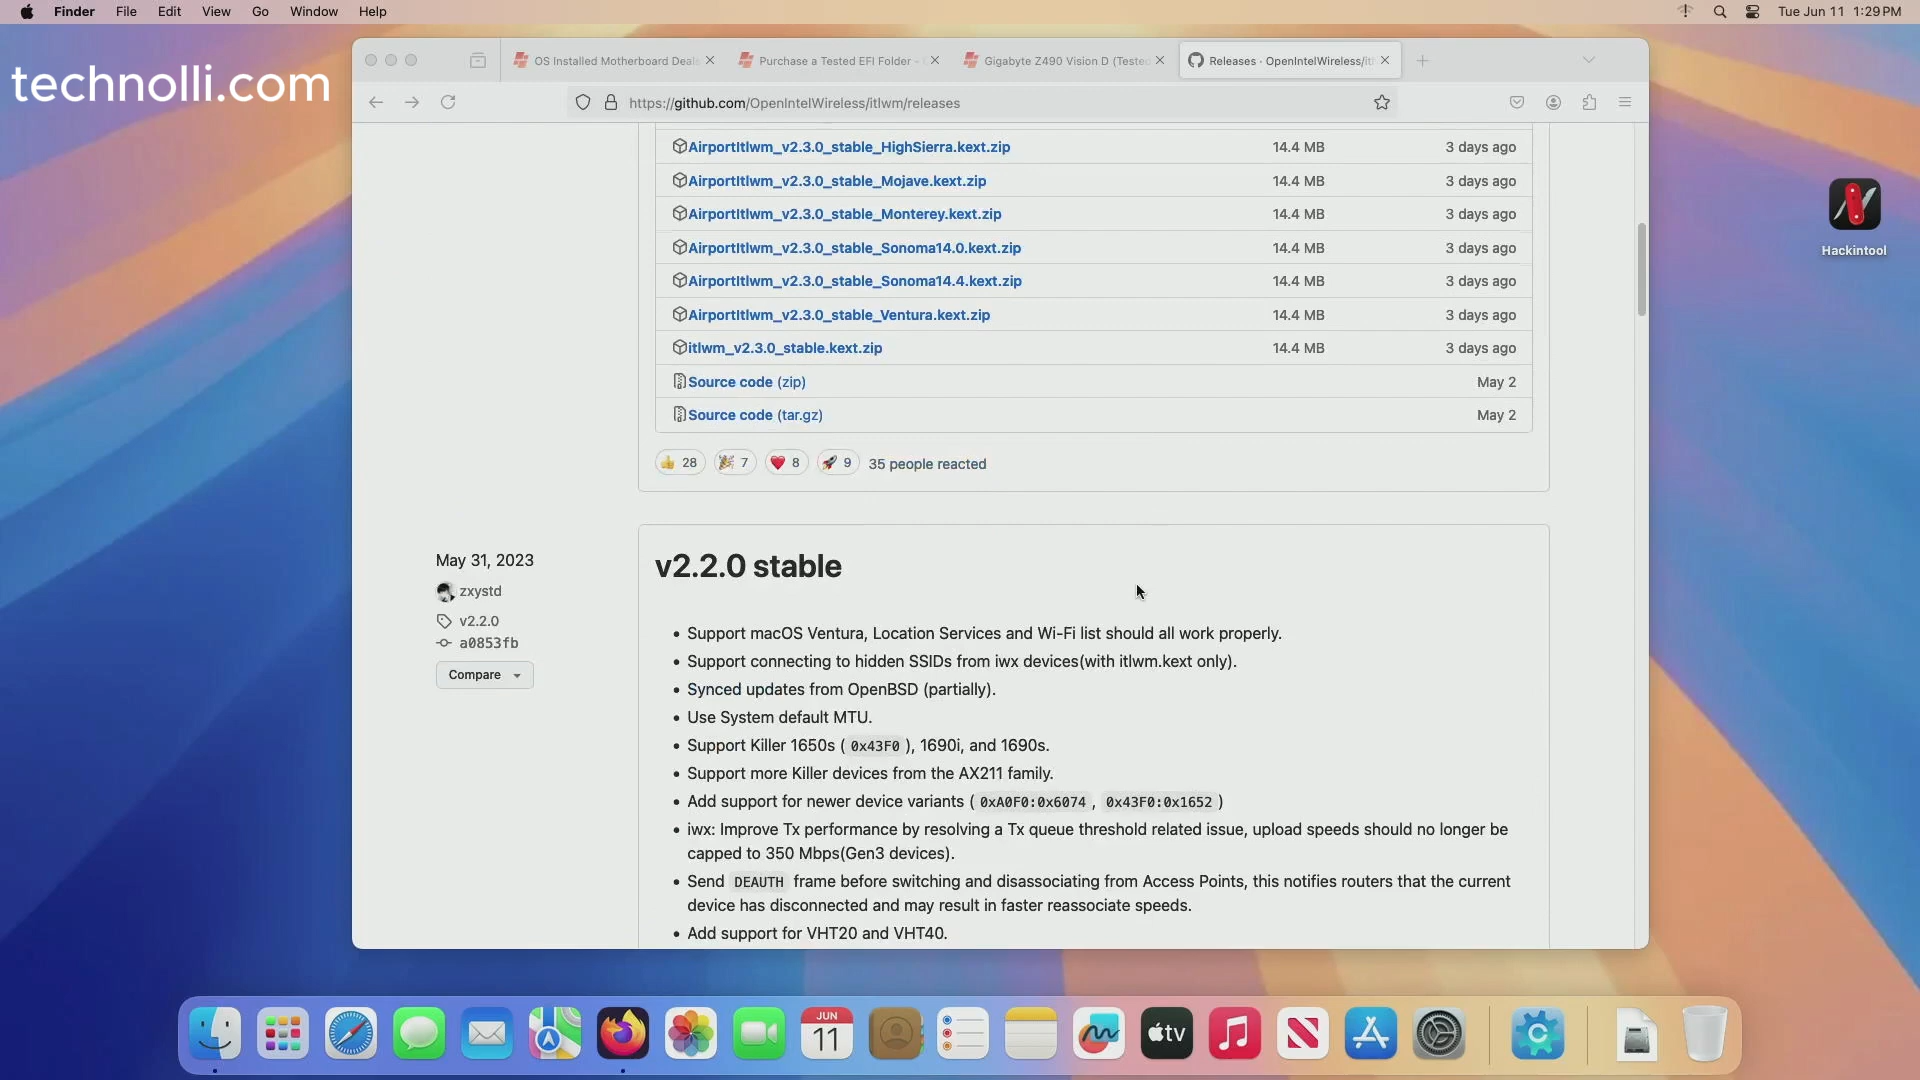 Finder File Edit View Go Window Help
Tue Jun 11 1:29 PM
technolli.com
OS Installed Motherboard Deals
Purchase a Tested EFI Folder -
Gigabyte Z490 Vision D (Tested
Releases · OpenIntelWireless/itl
https://github.com/OpenIntelWireless/itlwm/releases
AirportItlwm_v2.3.0_stable_HighSierra.kext.zip 14.4 MB 3 days ago
AirportItlwm_v2.3.0_stable_Mojave.kext.zip 14.4 MB 3 days ago
AirportItlwm_v2.3.0_stable_Monterey.kext.zip 14.4 MB 3 days ago
AirportItlwm_v2.3.0_stable_Sonoma14.0.kext.zip 14.4 MB 3 days ago
AirportItlwm_v2.3.0_stable_Sonoma14.4.kext.zip 14.4 MB 3 days ago
AirportItlwm_v2.3.0_stable_Ventura.kext.zip 14.4 MB 3 days ago
itlwm_v2.3.0_stable.kext.zip 14.4 MB 3 days ago
Source code (zip) May 2
Source code (tar.gz) May 2
28 7 8 9 35 people reacted
Hackintool
May 31, 2023
zxystd
v2.2.0
a0853fb
Compare
v2.2.0 stable
• Support macOS Ventura, Location Services and Wi-Fi list should all work properly.
• Support connecting to hidden SSIDs from iwx devices(with itlwm.kext only).
• Synced updates from OpenBSD (partially).
• Use System default MTU.
• Support Killer 1650s ( 0x43F0 ), 1690i, and 1690s.
• Support more Killer devices from the AX211 family.
• Add support for newer device variants ( 0xA0F0:0x6074 , 0x43F0:0x1652 )
• iwx: Improve Tx performance by resolving a Tx queue threshold related issue, upload speeds should no longer be
capped to 350 Mbps(Gen3 devices).
• Send DEAUTH frame before switching and disassociating from Access Points, this notifies routers that the current
device has disconnected and may result in faster reassociate speeds.
• Add support for VHT20 and VHT40.
JUN
11
tv